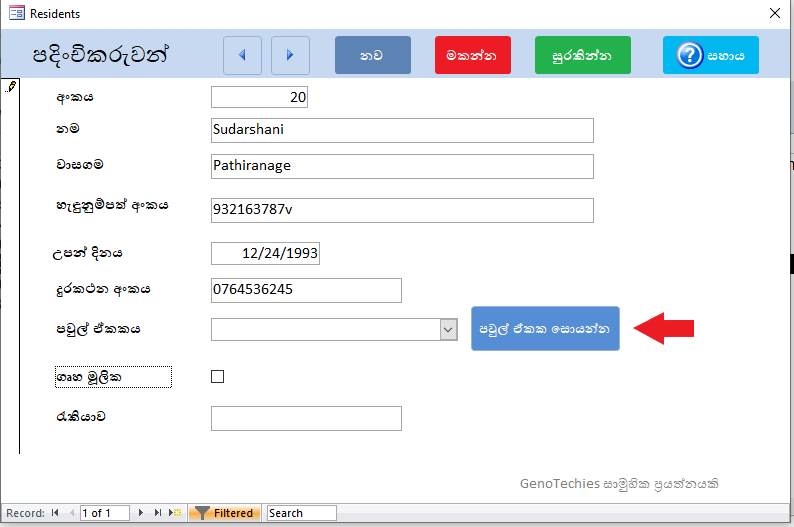 Residents
පදිංචිකරුවන්
නව
මකන්න
සුරකින්න
? සහාය
අංකය 20
නම Sudarshani
වාසගම Pathiranage
හැඳුනුම්පත් අංකය 932163787v
උපන් දිනය 12/24/1993
දුරකථන අංකය 0764536245
පවුල් ඒකකය
පවුල් ඒකක සොයන්න
ගෘහ මූලික
රැකියාව
GenoTechies සාමුහික ප්‍රයත්නයකි
Record: 1 of 1 Filtered Search